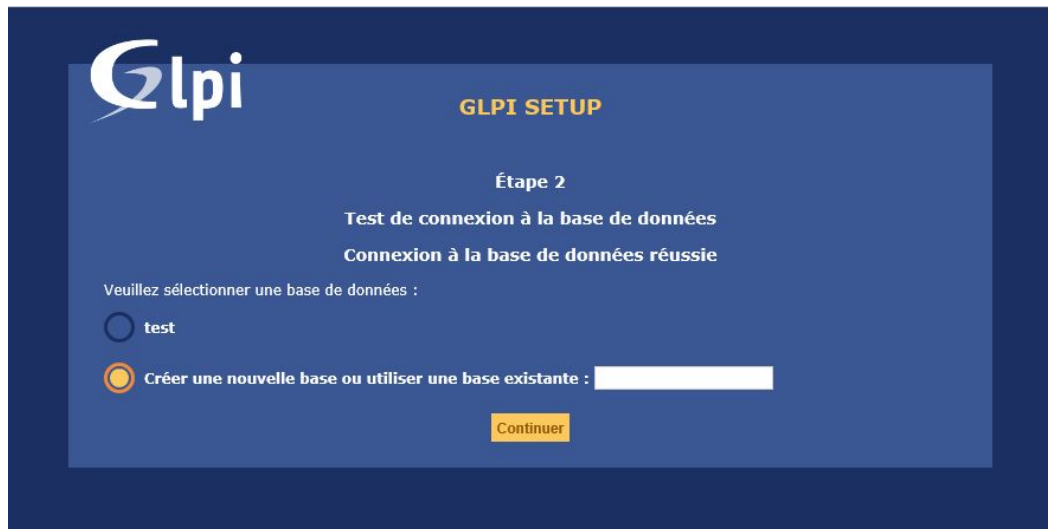 Glpi
GLPI SETUP
Étape 2
Test de connexion à la base de données
Connexion à la base de données réussie
Veuillez sélectionner une base de données :
test
Créer une nouvelle base ou utiliser une base existante :
Continuer